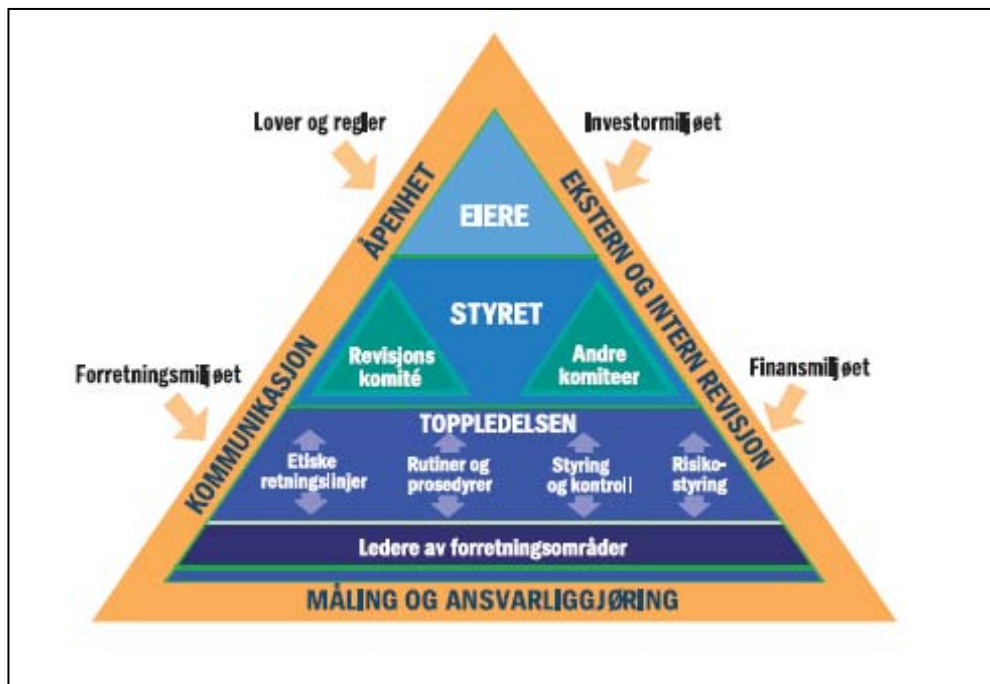 Lover og regler
Investormiljøet
ÅPENHET
EKSTERN OG INTERN REVISJON
EIERE
STYRET
Revisjons
komité
Andre
komiteer
Forretningsmiljøet
Finansmiljøet
KOMMUNIKASJON
TOPPLEDELSEN
Etiske
retningslinjer
Rutiner og
prosedyrer
Styring
og kontroll
Risiko-
styring
Ledere av forretningsområder
MÅLING OG ANSVARLIGGJØRING